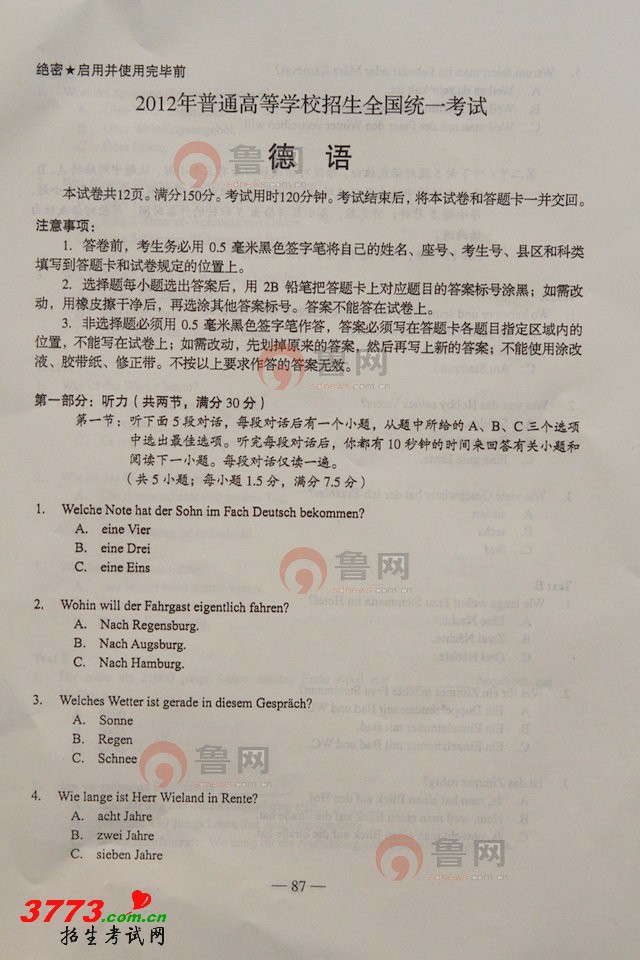 绝密★启用并使用完毕前
2012年普通高等学校招生全国统一考试
德 语
本试卷共12页。满分150分。考试用时120分钟。考试结束后，将本试卷和答题卡一并交回。
注意事项：
1. 答卷前，考生务必用 0.5 毫米黑色签字笔将自己的姓名、座号、考生号、县区和科类
填写到答题卡和试卷规定的位置上。
2. 选择题每小题选出答案后，用 2B 铅笔把答题卡上对应题目的答案标号涂黑；如需改
动，用橡皮擦干净后，再选涂其他答案标号。答案不能答在试卷上。
3. 非选择题必须用 0.5 毫米黑色签字笔作答，答案必须写在答题卡各题目指定区域内的
位置，不能写在试卷上；如需改动，先划掉原来的答案，然后再写上新的答案；不能使用涂改
液、胶带纸、修正带。不按以上要求作答的答案无效。
第一部分：听力（共两节，满分 30 分）
第一节：听下面 5 段对话，每段对话后有一个小题，从题中所给的 A、B、C 三个选项
中选出最佳选项。听完每段对话后，你都有 10 秒钟的时间来回答有关小题和
阅读下一小题。每段对话仅读一遍。
（共 5 小题；每小题 1.5 分，满分 7.5 分）
1. Welche Note hat der Sohn im Fach Deutsch bekommen?
A. eine Vier
B. eine Drei
C. eine Eins
2. Wohin will der Fahrgast eigentlich fahren?
A. Nach Regensburg.
B. Nach Augsburg.
C. Nach Hamburg.
3. Welches Wetter ist gerade in diesem Gespräch?
A. Sonne
B. Regen
C. Schnee
4. Wie lange ist Herr Wieland in Rente?
A. acht Jahre
B. zwei Jahre
C. sieben Jahre
— 87 —
3773.com.cn
招生考试网
鲁网
sdnews.com.cn
鲁网
sdnews.com.cn
鲁网
鲁网
鲁网